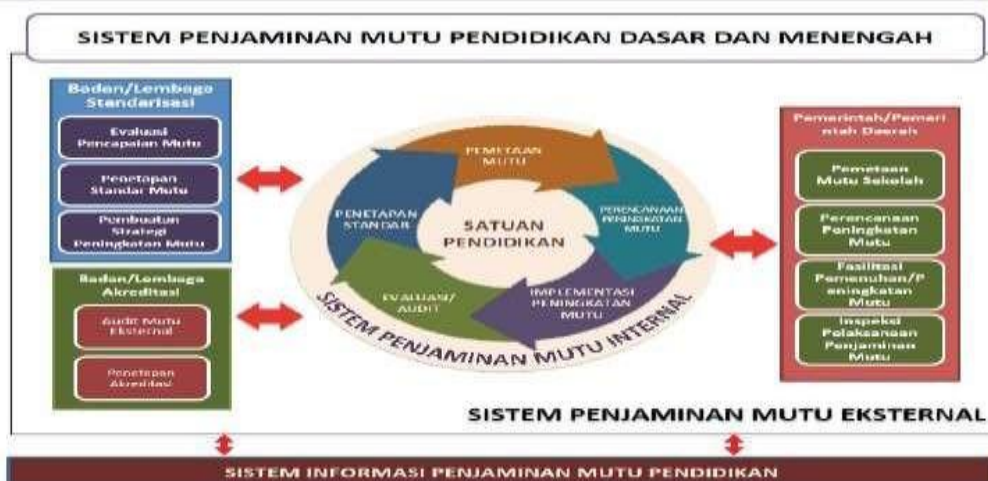 SISTEM PENJAMINAN MUTU PENDIDIKAN DASAR DAN MENENGAH
Badan/Lembaga
Standarisasi
Evaluasi
Pencapaian Mutu
Penetapan
Standar Mutu
Pembuatan
Strategi
Peningkatan Mutu
Badan/Lembaga
Akreditasi
Audit Mutu
Eksternal
Penetapan
Akreditasi
PEMETAAN
MUTU
PERENCANAAN
PENINGKATAN
MUTU
IMPLEMENTASI
PENINGKATAN
MUTU
EVALUAN/
AUDIT
PENETAPAN
STANDAR
SATUAN
PENDIDIKAN
SISTEM PENJAMINAN MUTU INTERNAL
Pemerintah/Pemeri
ntah Daerah
Pemetaan
Mutu Sekolah
Perencanaan
Peningkatan
Mutu
Fasilitasi
Pemenuhan/P
eningkatan
Mutu
Inspeksi
Pelaksanaan
Penjaminan
Mutu
SISTEM PENJAMINAN MUTU EKSTERNAL
SISTEM INFORMASI PENJAMINAN MUTU PENDIDIKAN